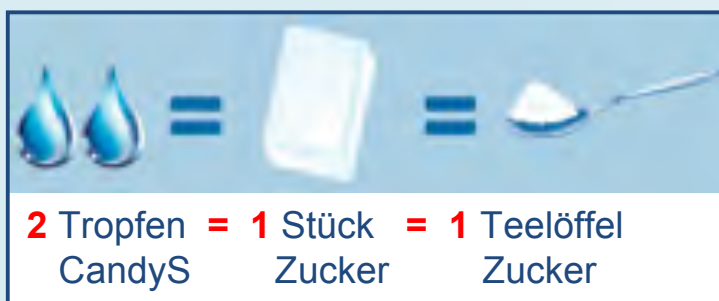 2 Tropfen = 1 Stück = 1 Teelöffel
CandyS Zucker Zucker